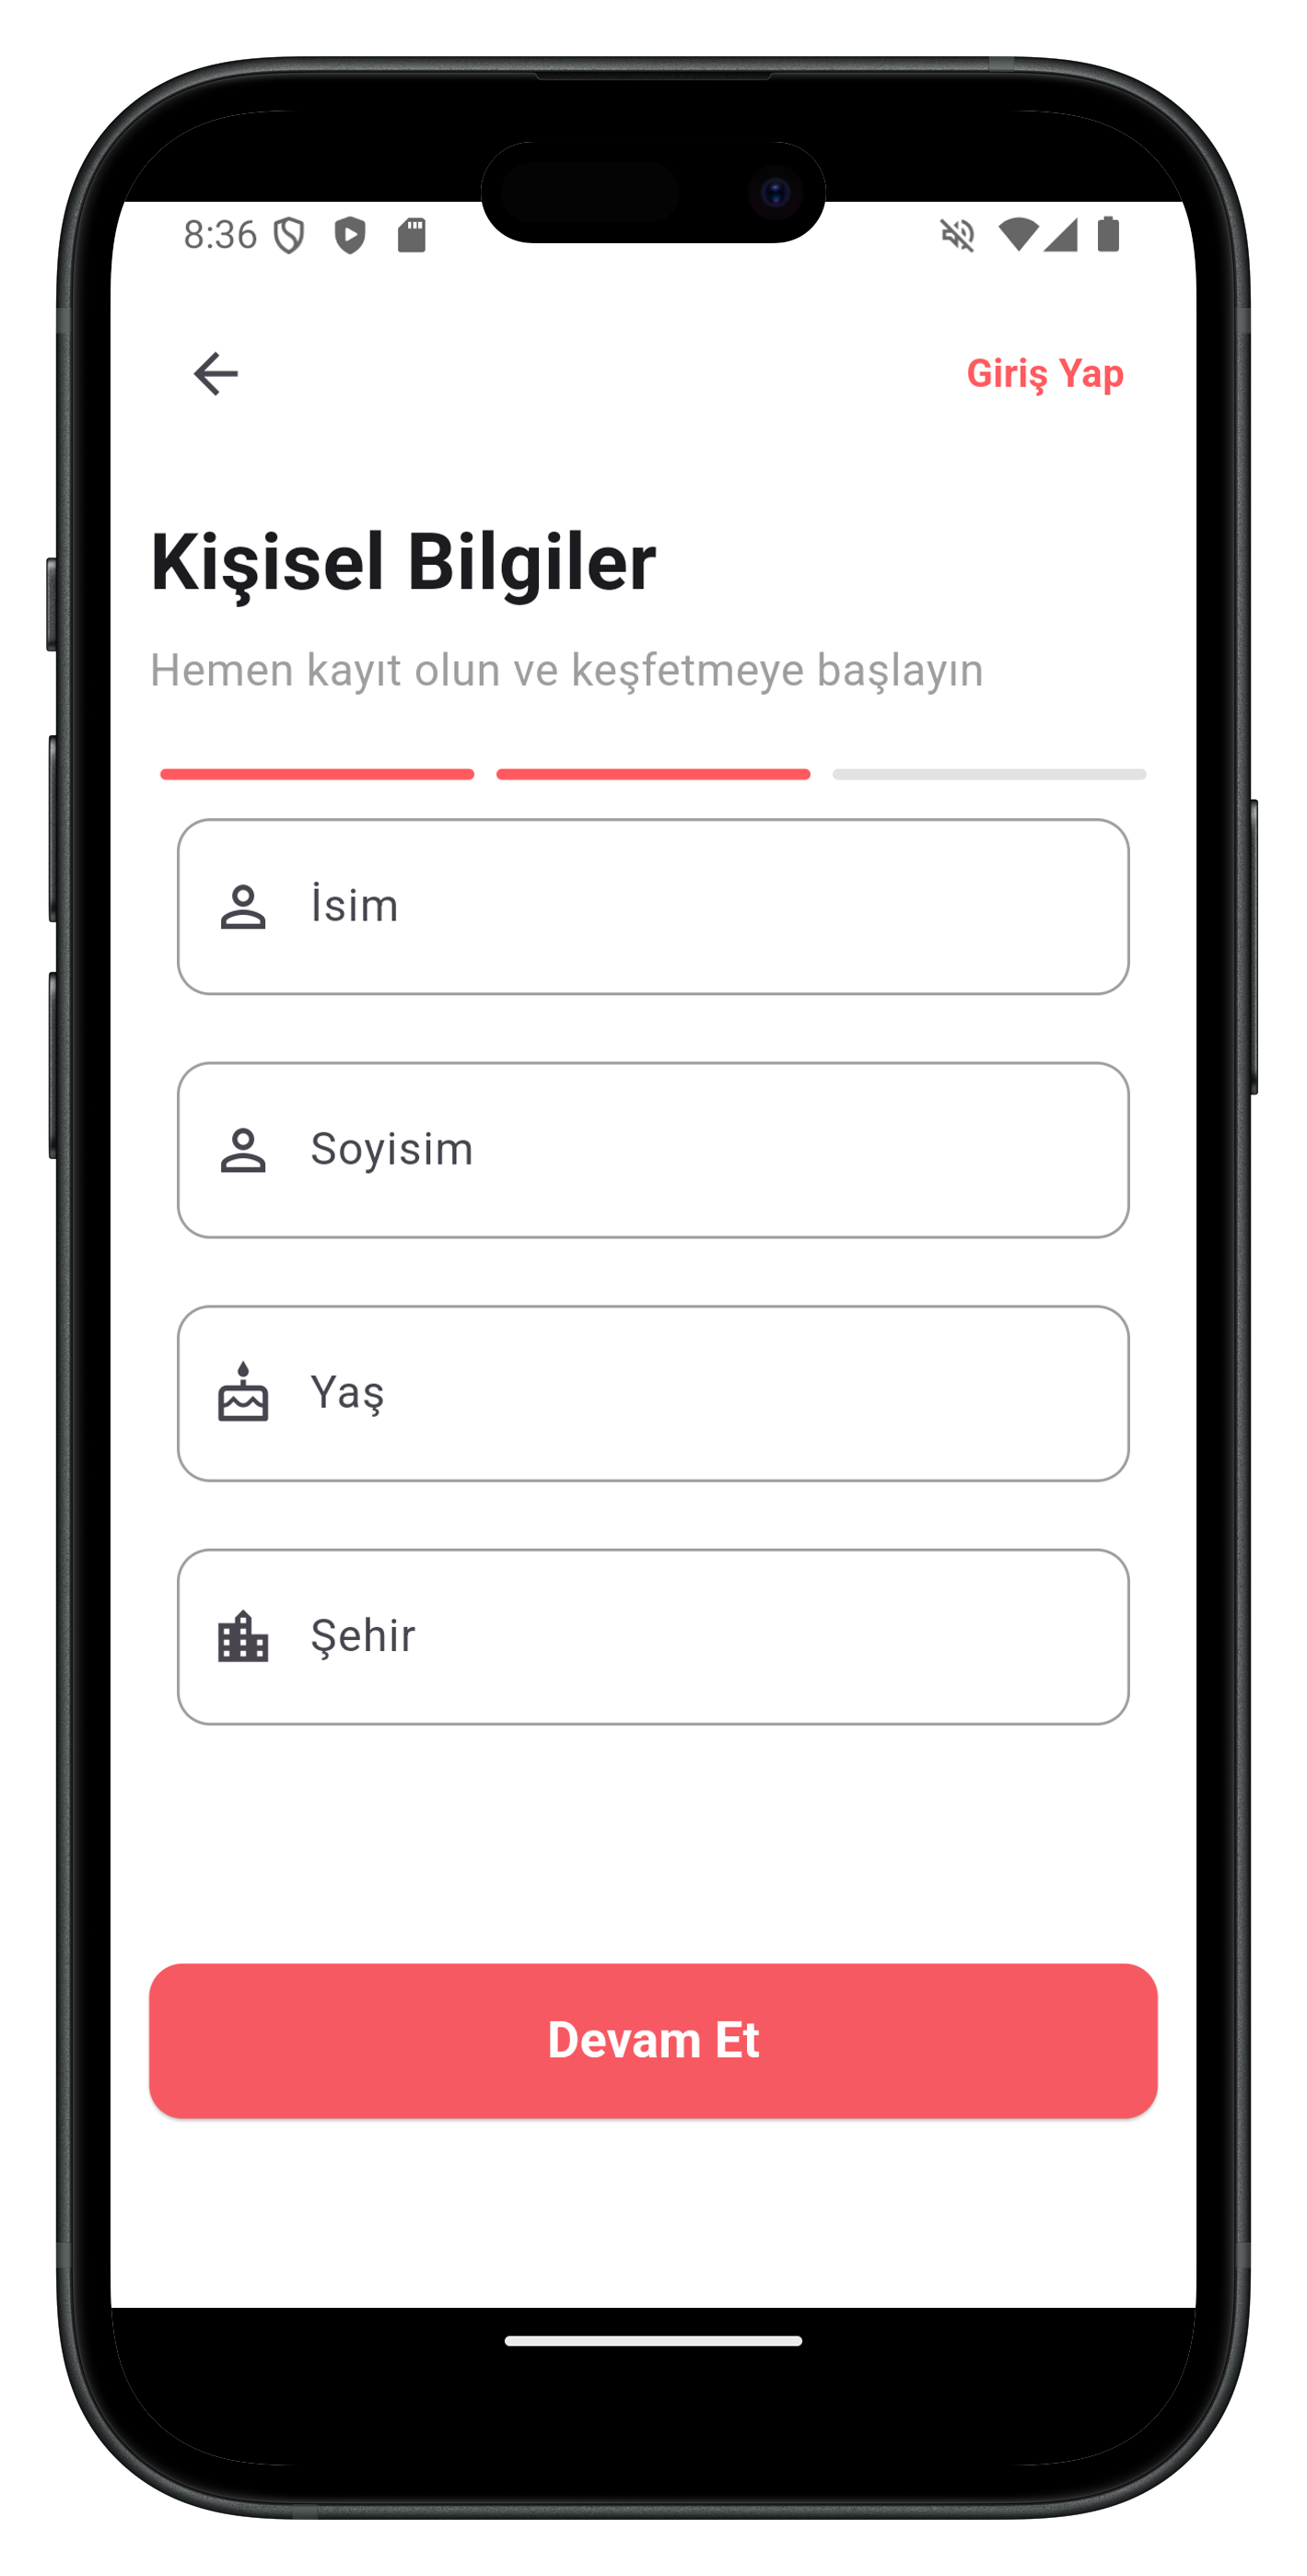 8:36
Giriş Yap
Kişisel Bilgiler
Hemen kayıt olun ve keşfetmeye başlayın
İsim
Soyisim
Yaş
Şehir
Devam Et